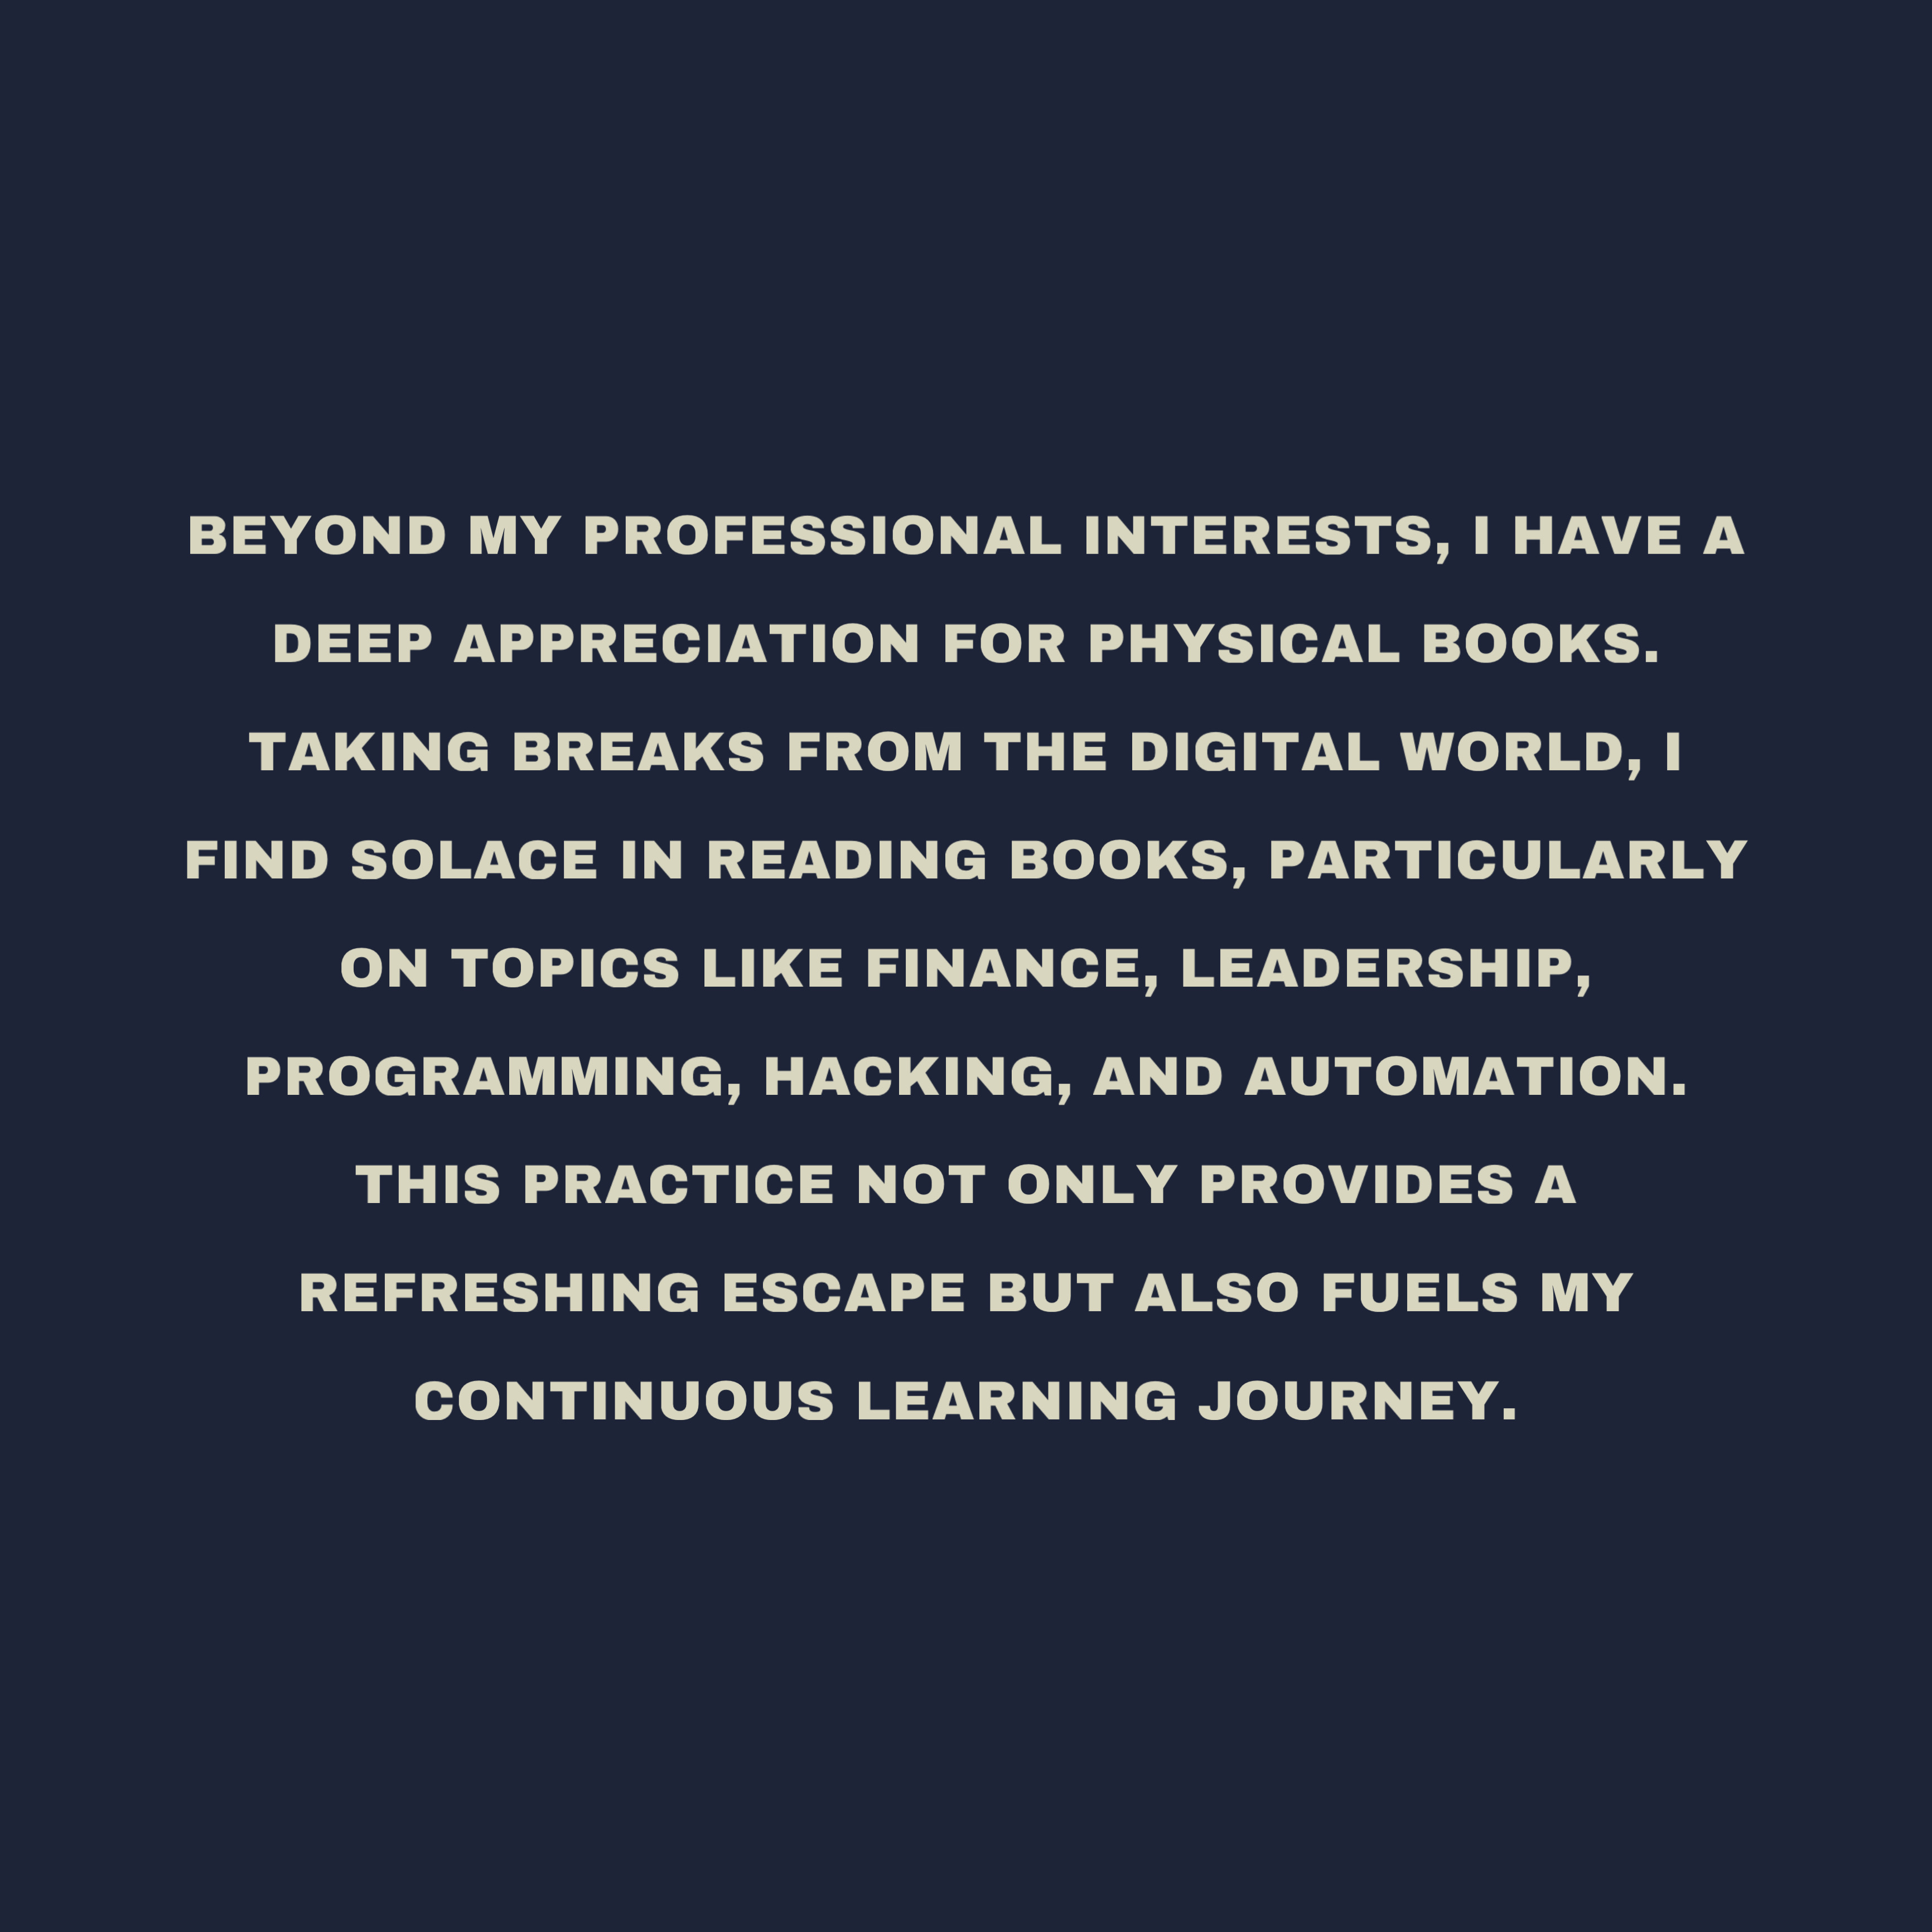 BEYOND MY PROFESSIONAL INTERESTS, I HAVE A
DEEP APPRECIATION FOR PHYSICAL BOOKS.
TAKING BREAKS FROM THE DIGITAL WORLD, I
FIND SOLACE IN READING BOOKS, PARTICULARLY
ON TOPICS LIKE FINANCE, LEADERSHIP,
PROGRAMMING, HACKING, AND AUTOMATION.
THIS PRACTICE NOT ONLY PROVIDES A
REFRESHING ESCAPE BUT ALSO FUELS MY
CONTINUOUS LEARNING JOURNEY.